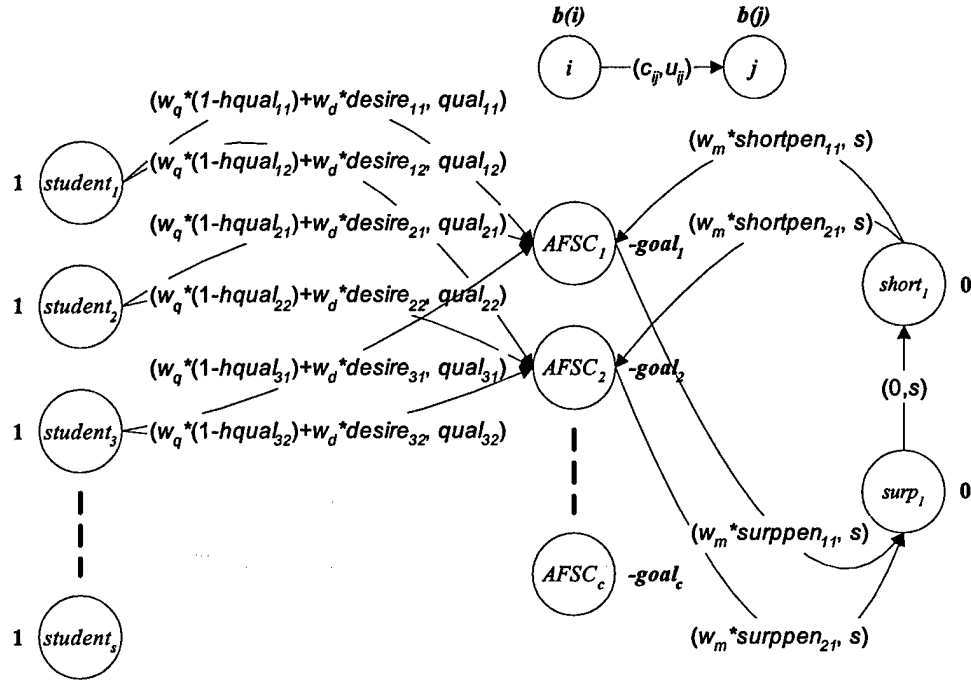 b(i) b(j)
i (c_ij,u_ij) j
(w_q*(1-hqual_11)+w_d*desire_11, qual_11)
(w_m*shortpen_11, s)
1 student_1 (w_q*(1-hqual_12)+w_d*desire_12, qual_12)
(w_q*(1-hqual_21)+w_d*desire_21, qual_21)
(w_m*shortpen_21, s)
AFSC_1 -goal_1
1 student_2 (w_q*(1-hqual_22)+w_d*desire_22, qual_22)
short_1 0
(w_q*(1-hqual_31)+w_d*desire_31, qual_31)
AFSC_2 -goal_2
(0,s)
1 student_3 (w_q*(1-hqual_32)+w_d*desire_32, qual_32)
surp_1 0
(w_m*surppen_11, s)
AFSC_c -goal_c
1 student_s
(w_m*surppen_21, s)